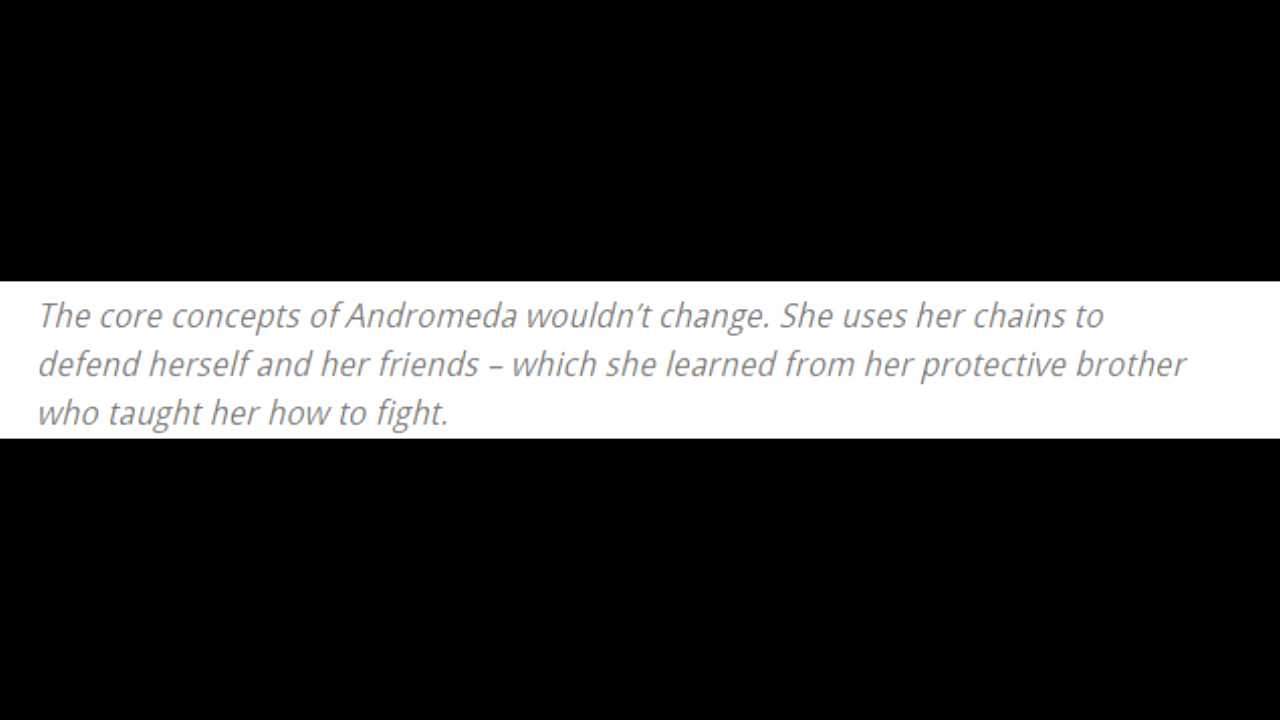 The core concepts of Andromeda wouldn’t change. She uses her chains to
defend herself and her friends – which she learned from her protective brother
who taught her how to fight.